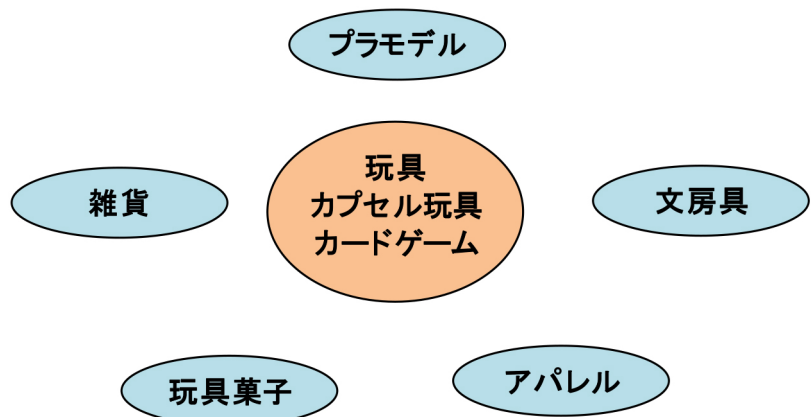 プラモデル
玩具
カプセル玩具
カードゲーム
雑貨
文房具
玩具菓子
アパレル